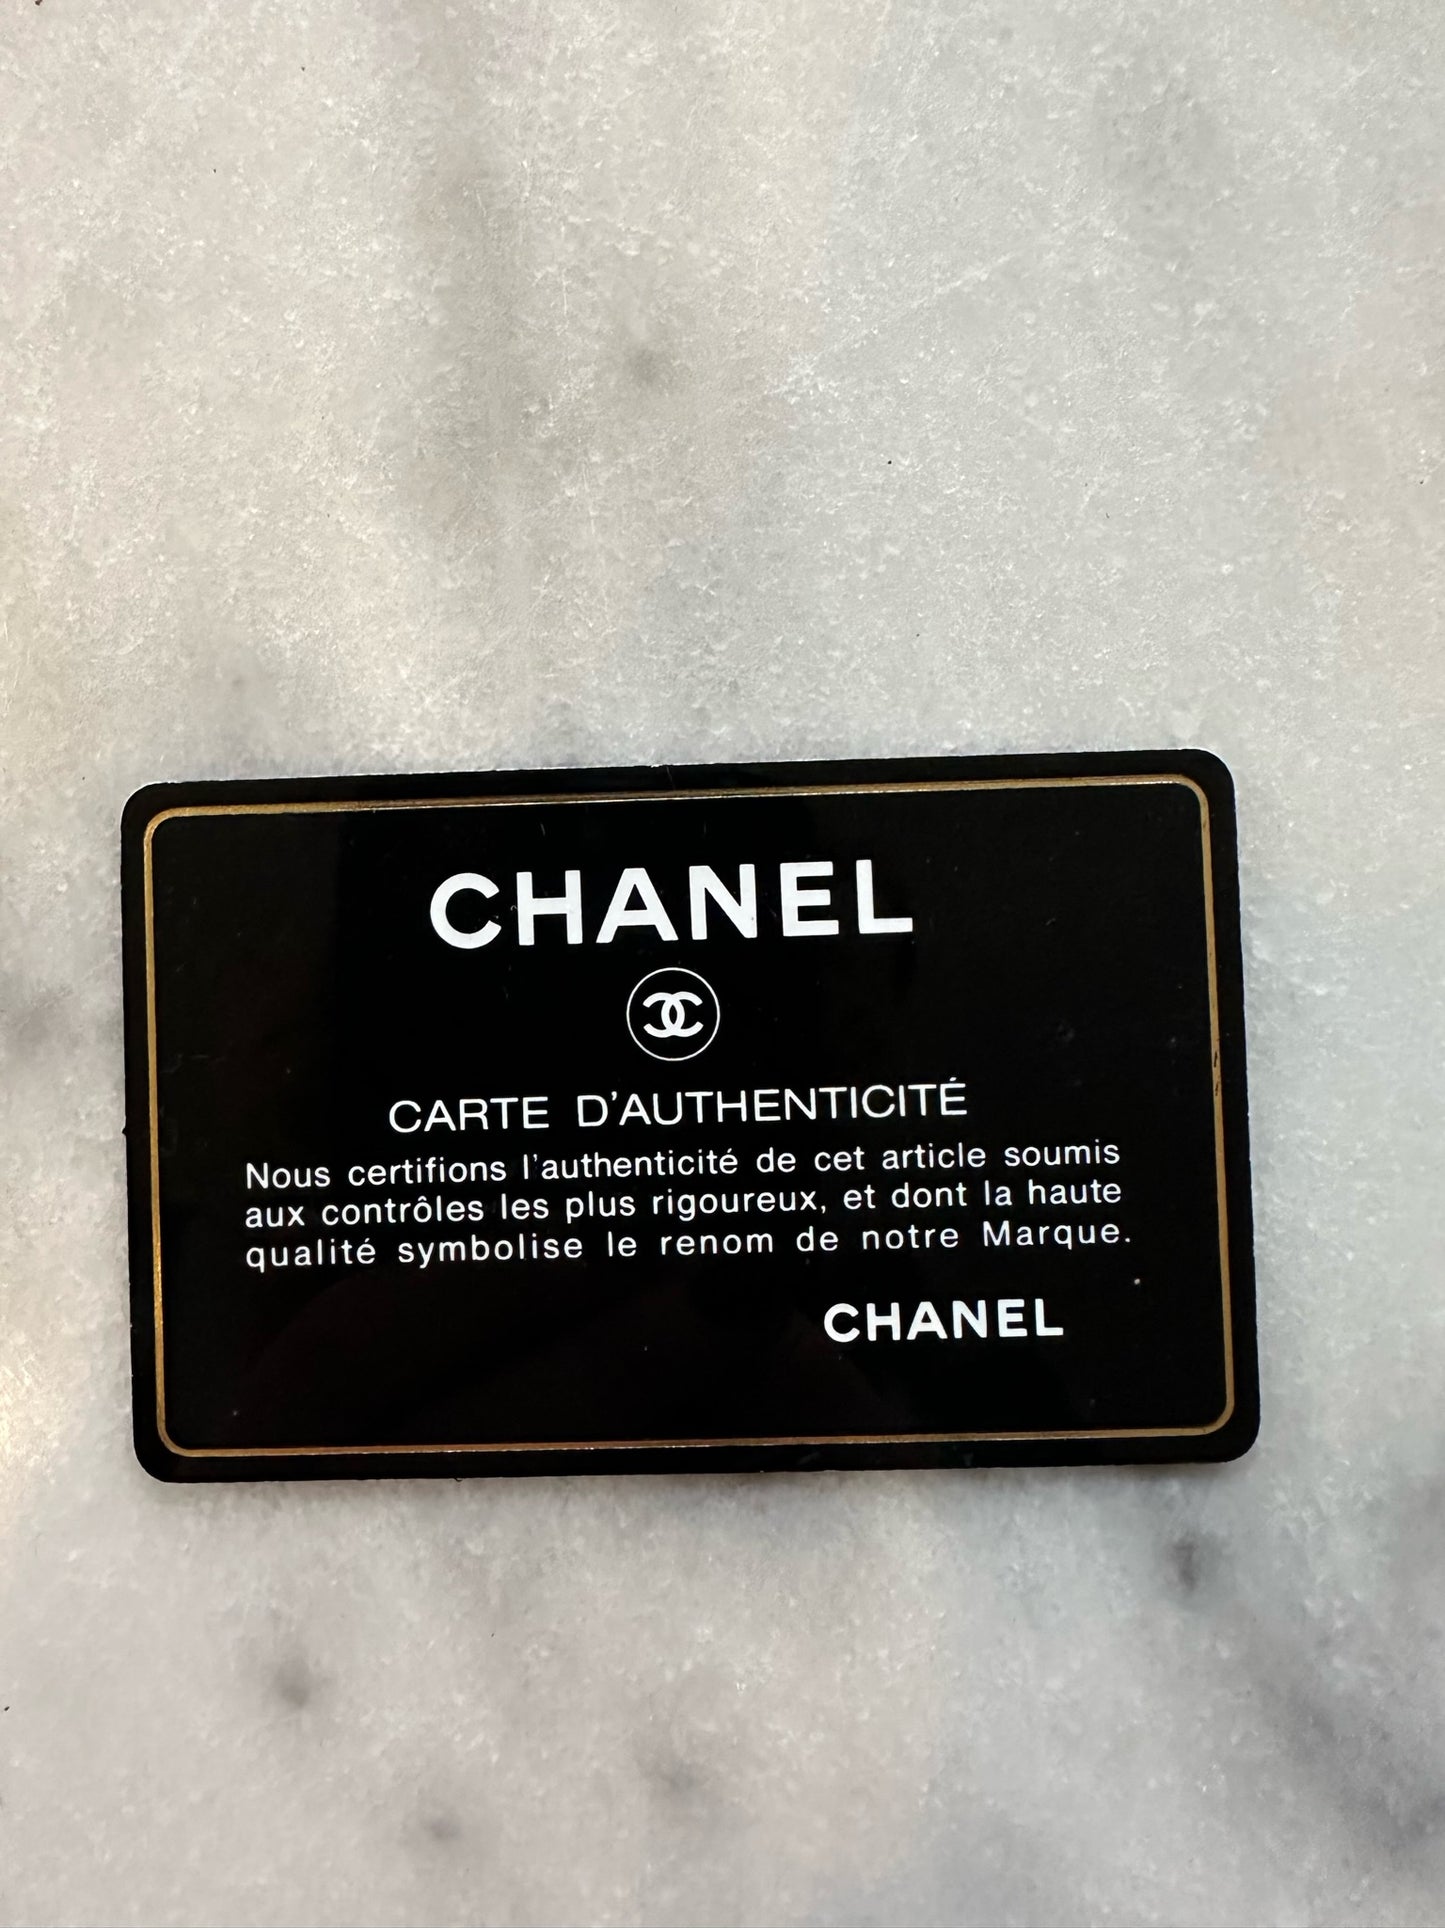 CHANEL
CARTE D'AUTHENTICITÉ
Nous certifions l'authenticité de cet article soumis
aux contrôles les plus rigoureux, et dont la haute
qualité symbolise le renom de notre Marque.
CHANEL